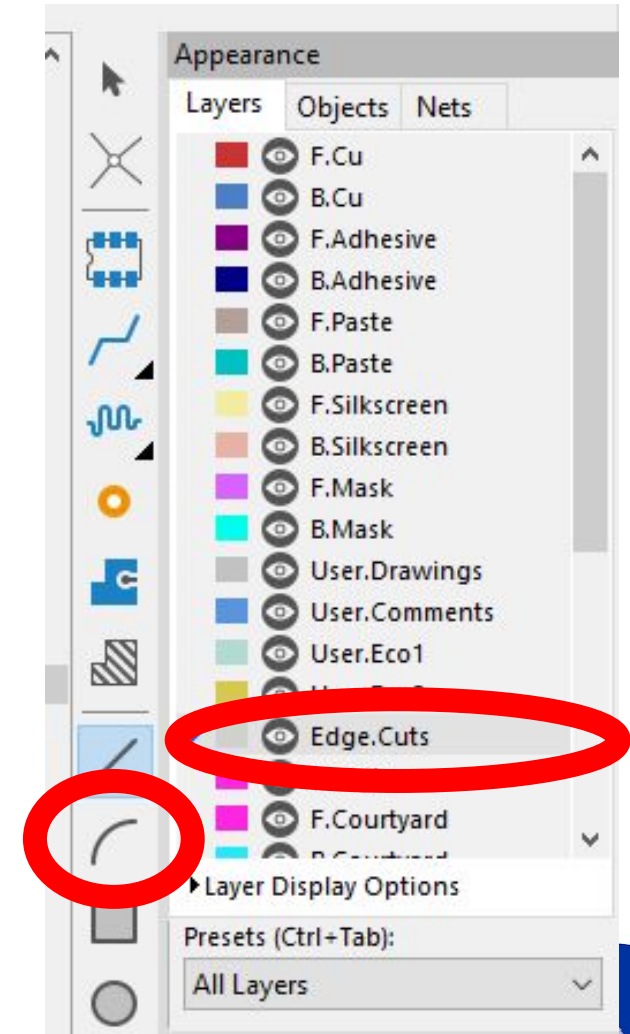 Appearance
Layers Objects Nets
F.Cu
B.Cu
F.Adhesive
B.Adhesive
F.Paste
B.Paste
F.Silkscreen
B.Silkscreen
F.Mask
B.Mask
User.Drawings
User.Comments
User.Eco1
Edge.Cuts
F.Courtyard
Layer Display Options
Presets (Ctrl+Tab):
All Layers